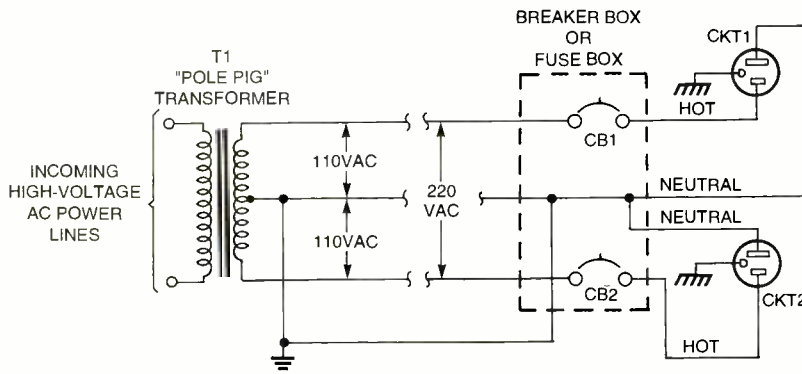 BREAKER BOX
OR
FUSE BOX
CKT1
T1
"POLE PIG"
TRANSFORMER
HOT
CB1
INCOMING
HIGH-VOLTAGE
AC POWER
LINES
110VAC
220
VAC
110VAC
NEUTRAL
NEUTRAL
CB2
CKT2
HOT